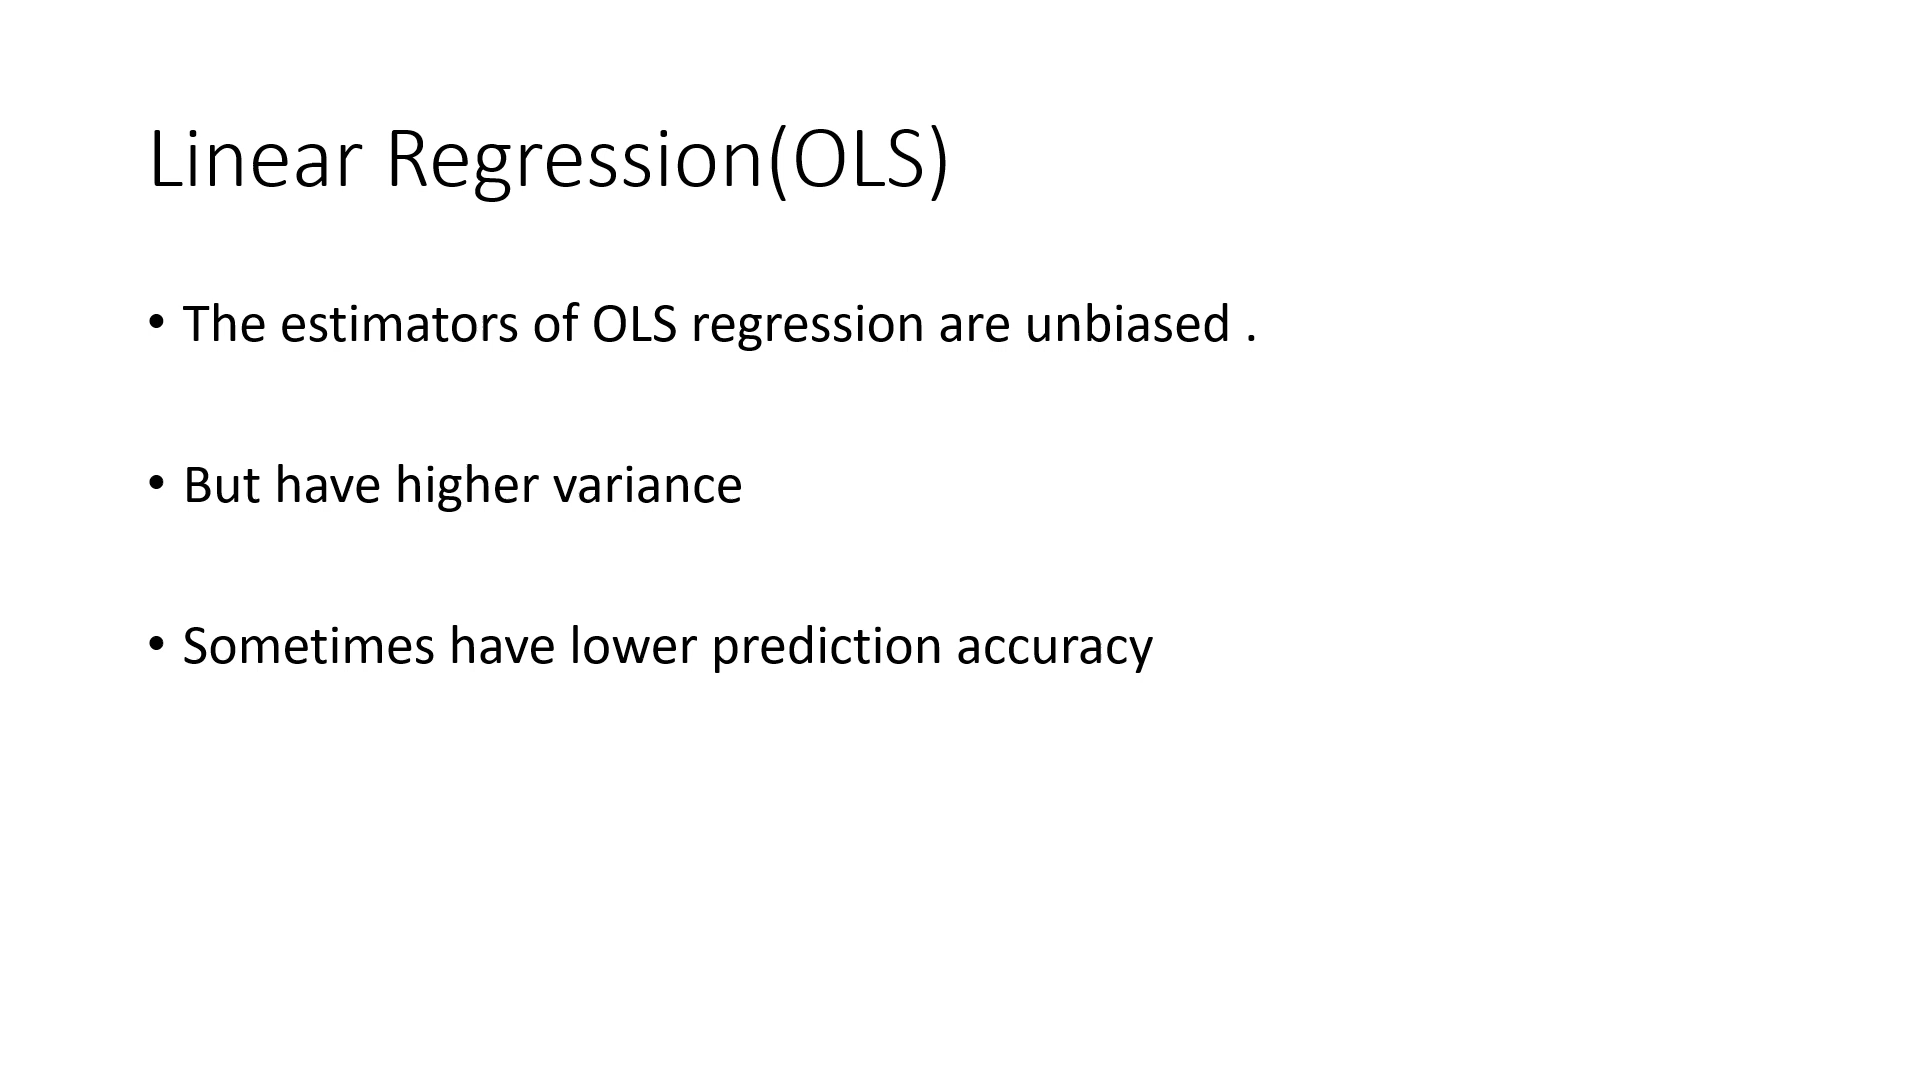 Linear Regression(OLS)
• The estimators of OLS regression are unbiased .
• But have higher variance
• Sometimes have lower prediction accuracy